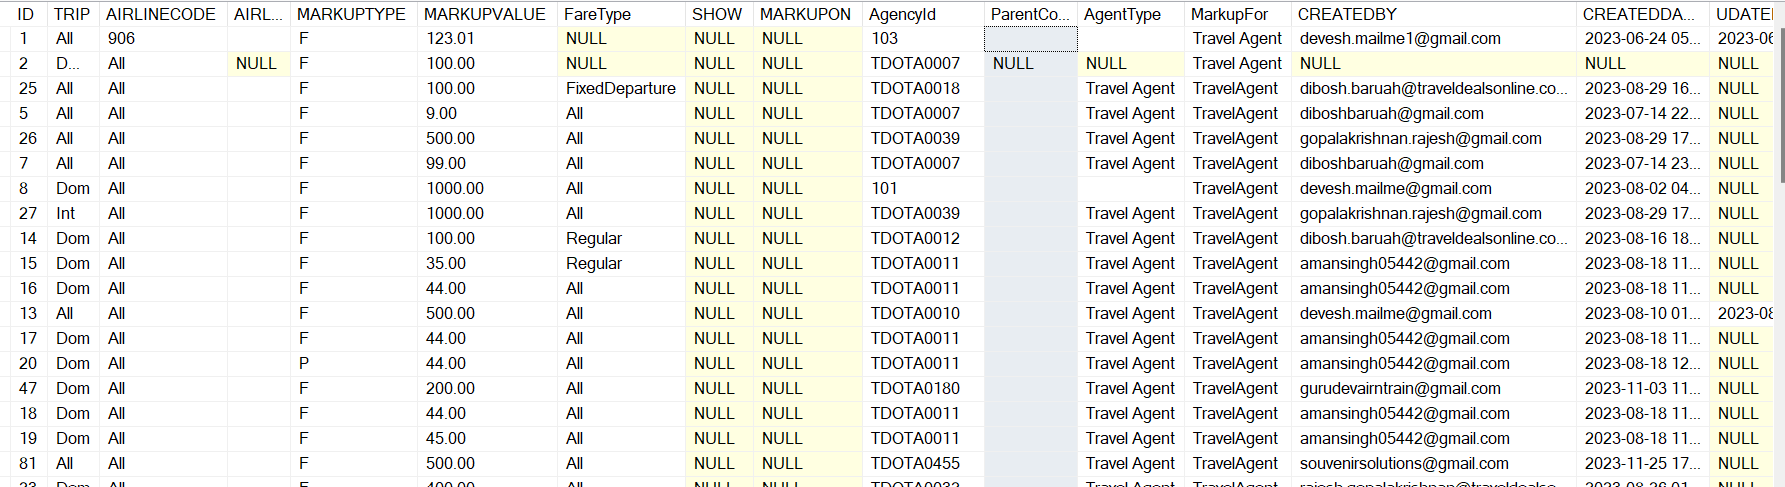 ID TRIP AIRLINECODE AIRL... MARKUPTYPE MARKUPVALUE FareType SHOW MARKUPON AgencyId ParentCo... AgentType MarkupFor CREATEDBY CREATEDDA... UDATE
1 All 906 F 123.01 NULL NULL NULL 103 Travel Agent devesh.mailme1@gmail.com 2023-06-24 05... 2023-06
2 D... All NULL F 100.00 NULL NULL NULL TDOTA0007 NULL NULL Travel Agent NULL NULL NULL
25 All All F 100.00 FixedDeparture NULL NULL TDOTA0018 Travel Agent TravelAgent dibosh.baruah@traveldealsonline.co... 2023-08-29 16... NULL
5 All All F 9.00 All NULL NULL TDOTA0007 Travel Agent TravelAgent diboshbaruah@gmail.com 2023-07-14 22... NULL
26 All All F 500.00 All NULL NULL TDOTA0039 Travel Agent TravelAgent gopalakrishnan.rajesh@gmail.com 2023-08-29 17... NULL
7 All All F 99.00 All NULL NULL TDOTA0007 Travel Agent TravelAgent diboshbaruah@gmail.com 2023-07-14 23... NULL
8 Dom All F 1000.00 All NULL NULL 101 TravelAgent devesh.mailme@gmail.com 2023-08-02 04... NULL
27 Int All F 1000.00 All NULL NULL TDOTA0039 Travel Agent TravelAgent gopalakrishnan.rajesh@gmail.com 2023-08-29 17... NULL
14 Dom All F 100.00 Regular NULL NULL TDOTA0012 Travel Agent TravelAgent dibosh.baruah@traveldealsonline.co... 2023-08-16 18... NULL
15 Dom All F 35.00 Regular NULL NULL TDOTA0011 Travel Agent TravelAgent amansingh05442@gmail.com 2023-08-18 11... NULL
16 Dom All F 44.00 All NULL NULL TDOTA0011 Travel Agent TravelAgent amansingh05442@gmail.com 2023-08-18 11... NULL
13 All All F 500.00 All NULL NULL TDOTA0010 Travel Agent TravelAgent devesh.mailme@gmail.com 2023-08-10 01... 2023-08
17 Dom All F 44.00 All NULL NULL TDOTA0011 Travel Agent TravelAgent amansingh05442@gmail.com 2023-08-18 11... NULL
20 Dom All P 44.00 All NULL NULL TDOTA0011 Travel Agent TravelAgent amansingh05442@gmail.com 2023-08-18 12... NULL
47 Dom All F 200.00 All NULL NULL TDOTA0180 Travel Agent TravelAgent gurudevairntrain@gmail.com 2023-11-03 11... NULL
18 Dom All F 44.00 All NULL NULL TDOTA0011 Travel Agent TravelAgent amansingh05442@gmail.com 2023-08-18 11... NULL
19 Dom All F 45.00 All NULL NULL TDOTA0011 Travel Agent TravelAgent amansingh05442@gmail.com 2023-08-18 11... NULL
81 All All F 500.00 All NULL NULL TDOTA0455 Travel Agent TravelAgent souvenirsolutions@gmail.com 2023-11-25 17... NULL